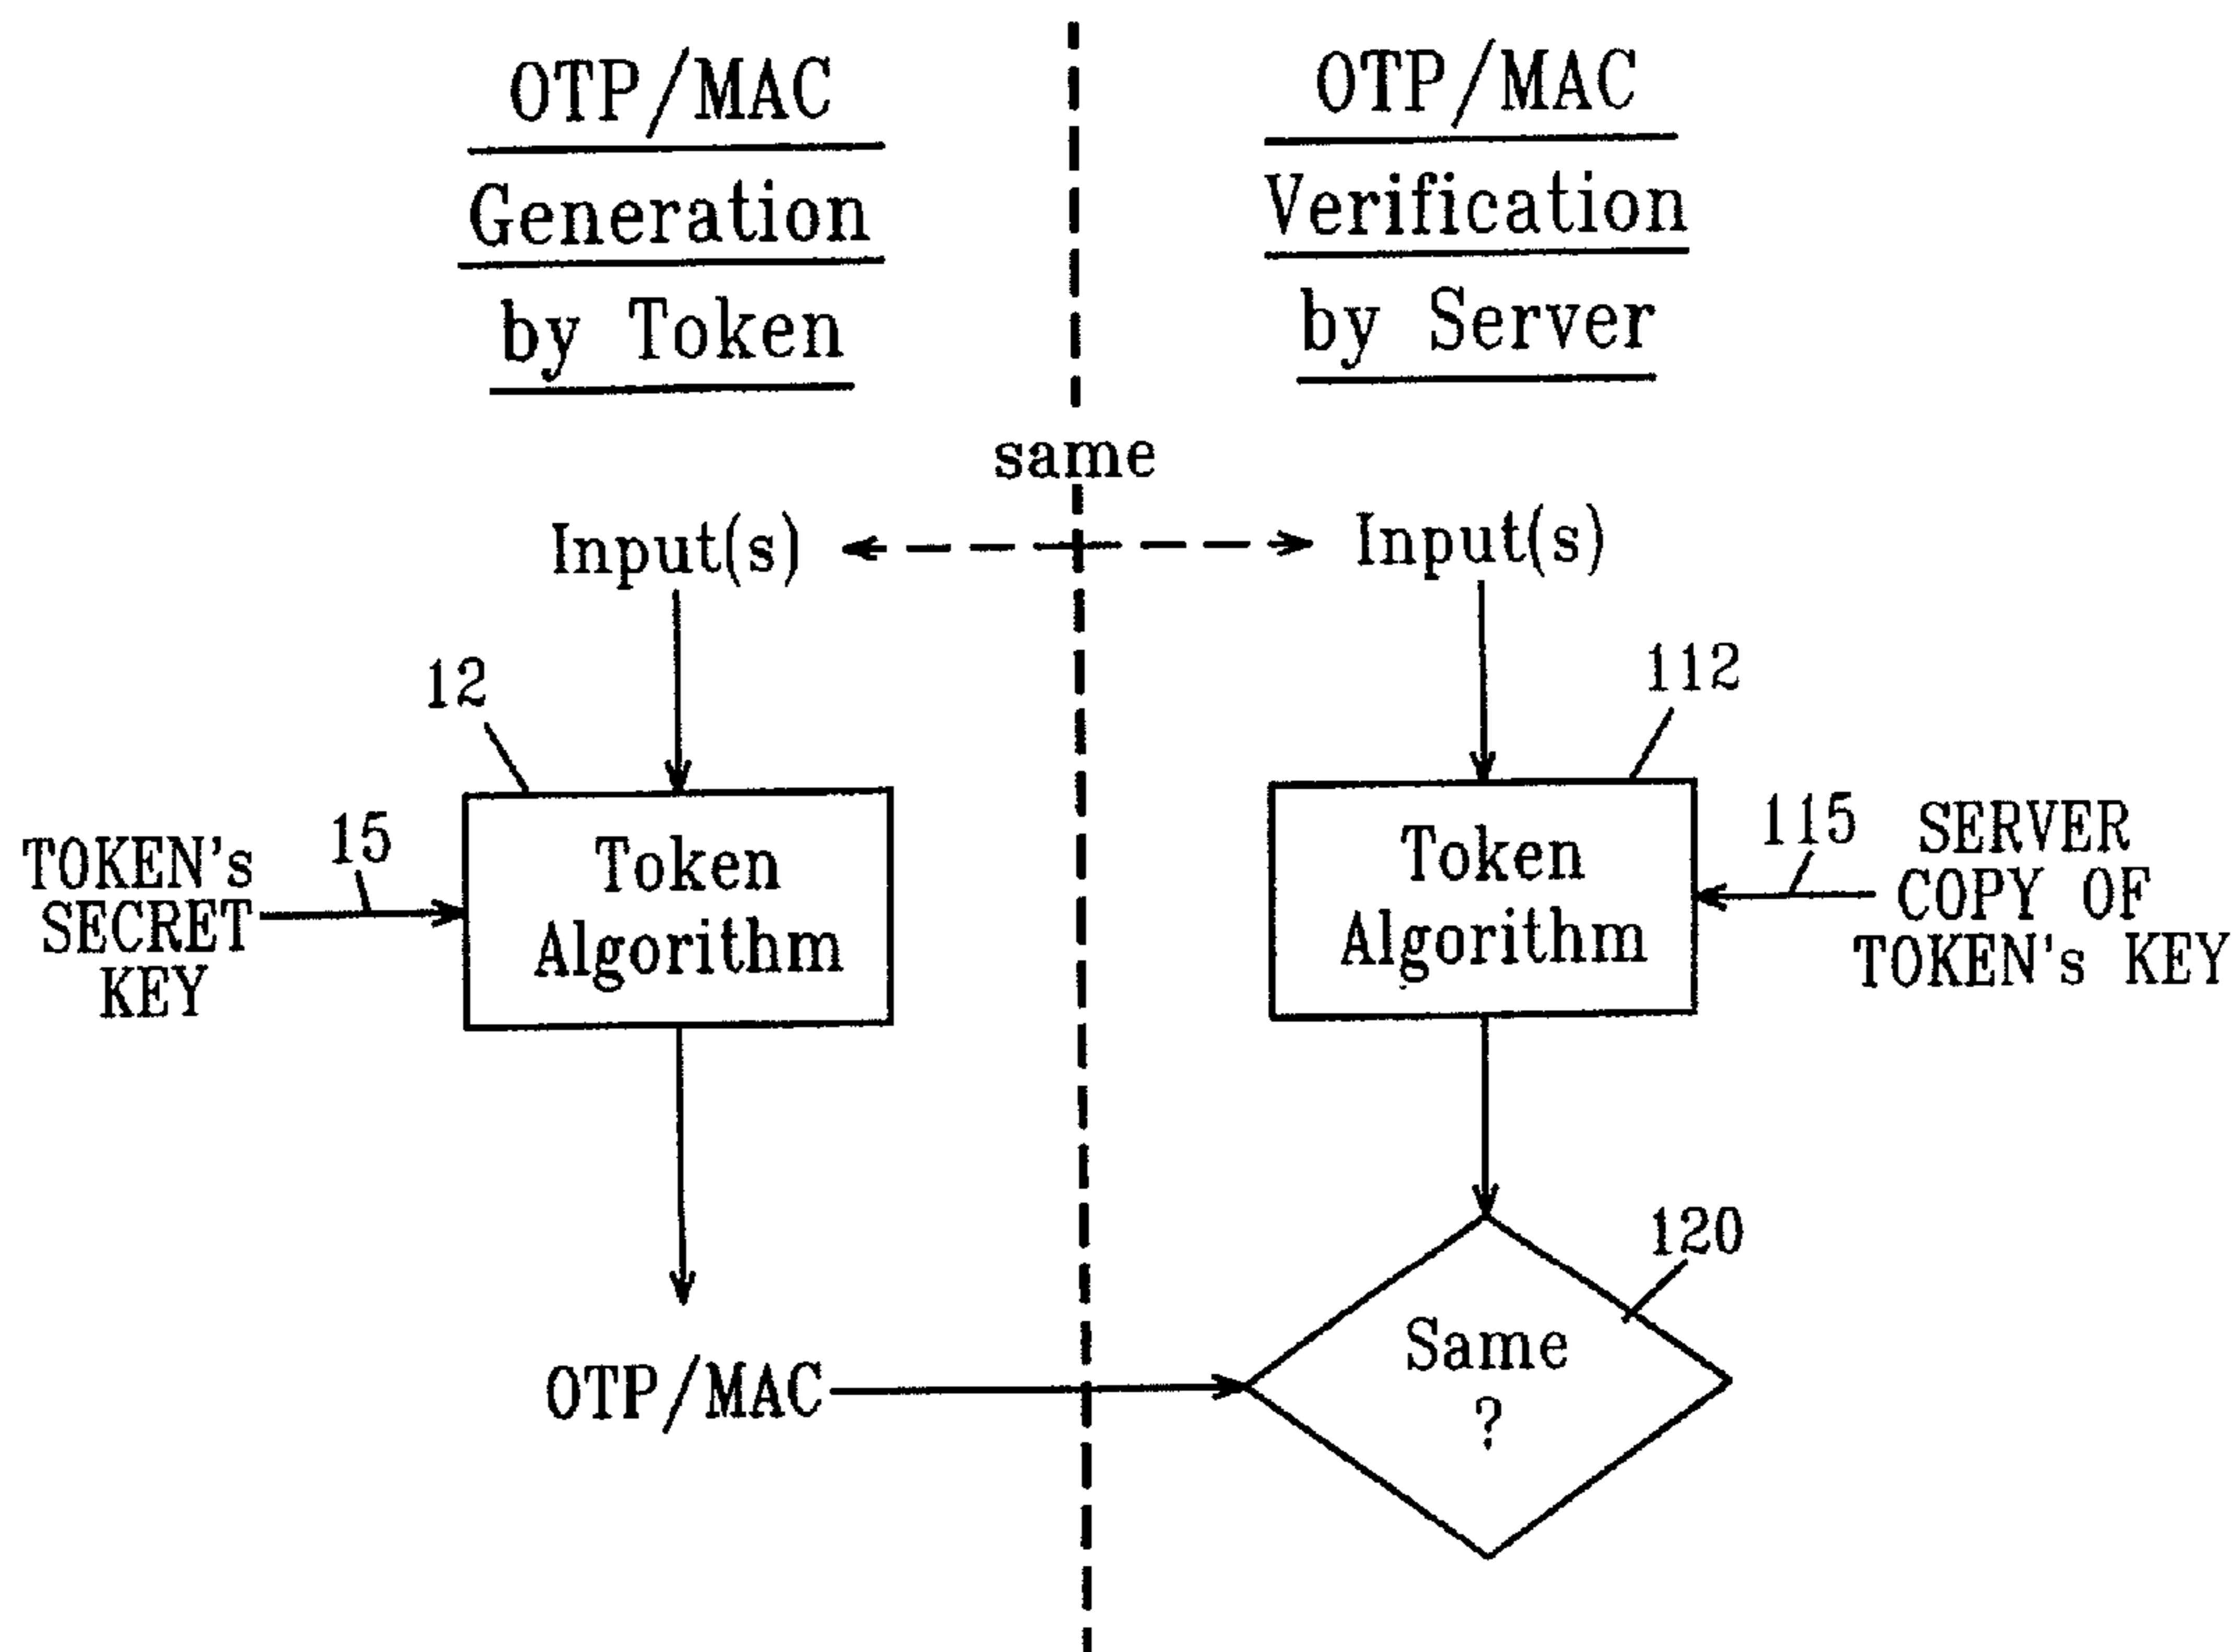 OTP/MAC
Generation
by Token
OTP/MAC
Verification
by Server
same
Input(s)
Input(s)
12
112
15
TOKEN's
SECRET
KEY
Token
Algorithm
Token
Algorithm
115
SERVER
COPY OF
TOKEN's KEY
120
OTP/MAC
Same
?